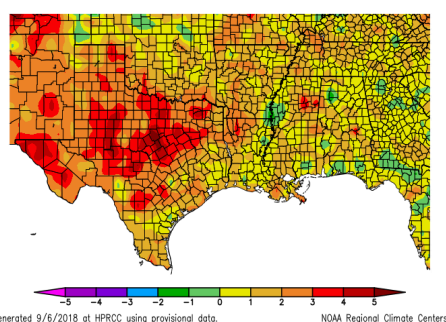 -5 -4 -3 -2 -1 0 1 2 3 4 5
enerated 9/6/2018 at HPRCC using provisional data. NOAA Regional Climate Centers